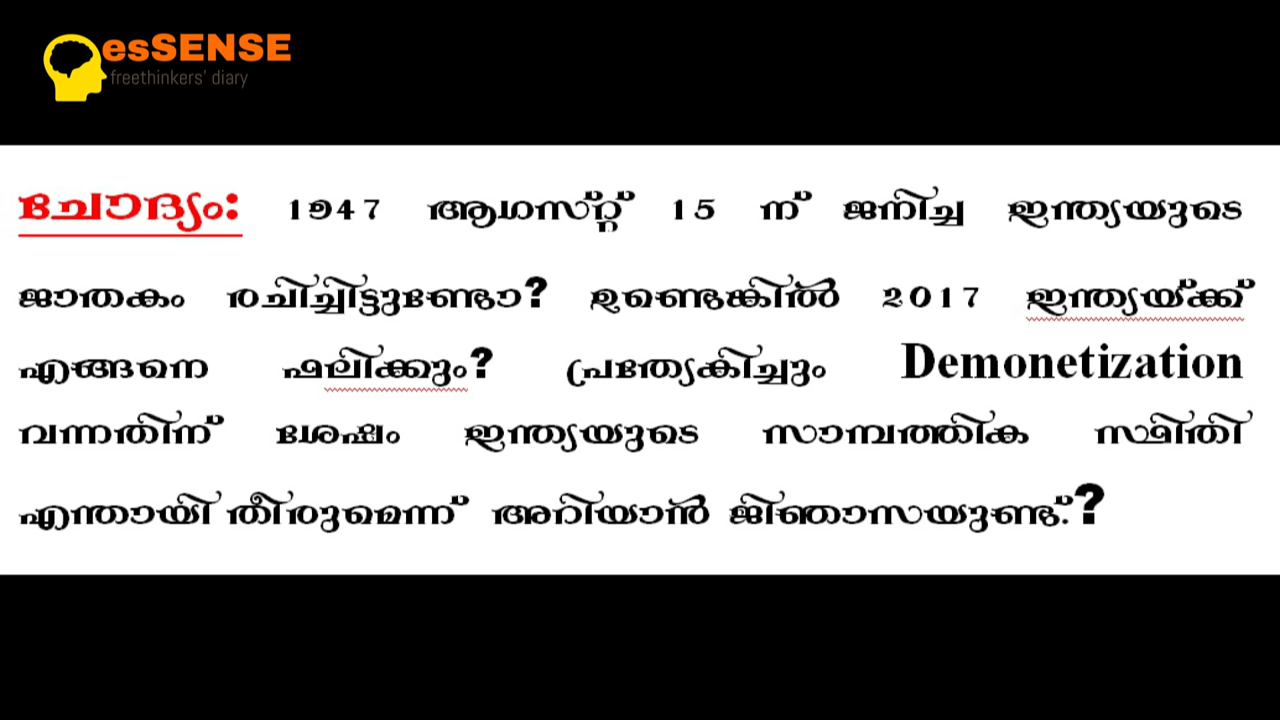 esSENSE
freethinkers' diary
ചോദ്യം: 1947 ആഗസ്റ്റ് 15 ന് ജനിച്ച ഇന്ത്യയുടെ
ജാതകം രചിച്ചിട്ടുണ്ടോ? ഉണ്ടെങ്കിൽ 2017 ഇന്ത്യയ്ക്ക്
എങ്ങനെ ഫലിക്കും? പ്രത്യേകിച്ചും Demonetization
വന്നതിന് ശേഷം ഇന്ത്യയുടെ സാമ്പത്തിക സ്ഥിതി
എന്തായി തീരുമെന്ന് അറിയാൻ ജിജ്ഞാസയുണ്ട്.?